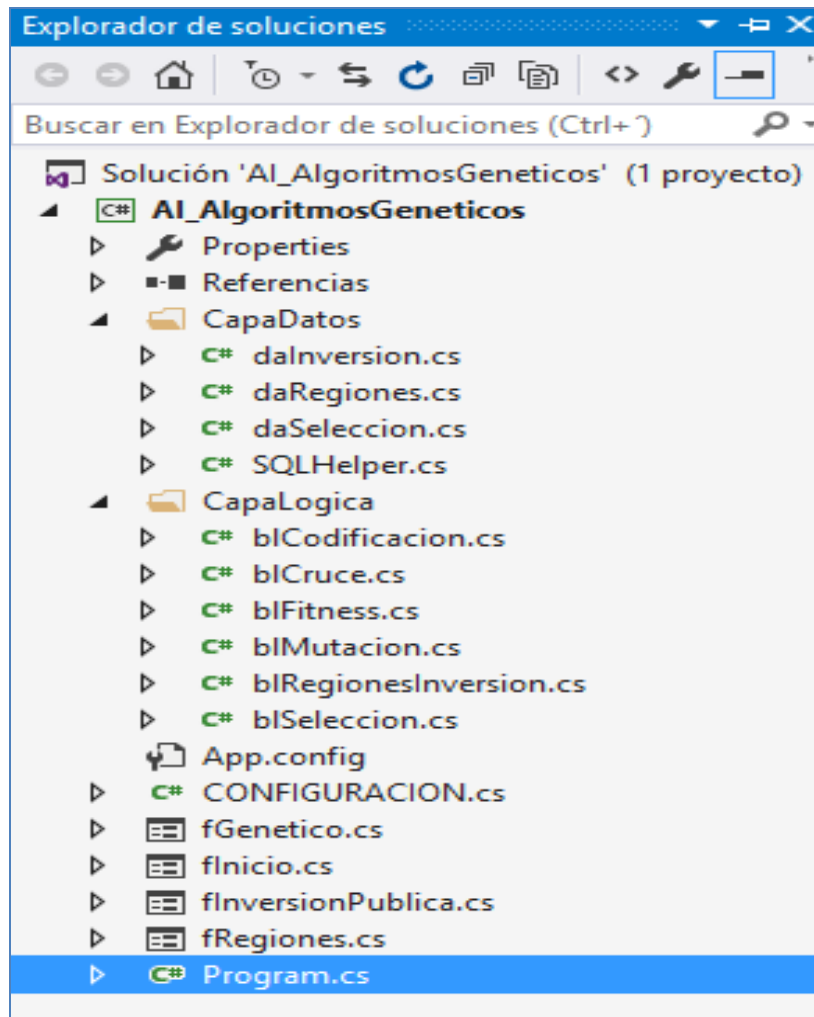 Explorador de soluciones
Buscar en Explorador de soluciones (Ctrl+´)
Solución 'AI_AlgoritmosGeneticos' (1 proyecto)
C# AI_AlgoritmosGeneticos
Properties
Referencias
CapaDatos
C# daInversion.cs
C# daRegiones.cs
C# daSeleccion.cs
C# SQLHelper.cs
CapaLogica
C# blCodificacion.cs
C# blCruce.cs
C# blFitness.cs
C# blMutacion.cs
C# blRegionesInversion.cs
C# blSeleccion.cs
App.config
C# CONFIGURACION.cs
fGenetico.cs
fInicio.cs
fInversionPublica.cs
fRegiones.cs
C# Program.cs